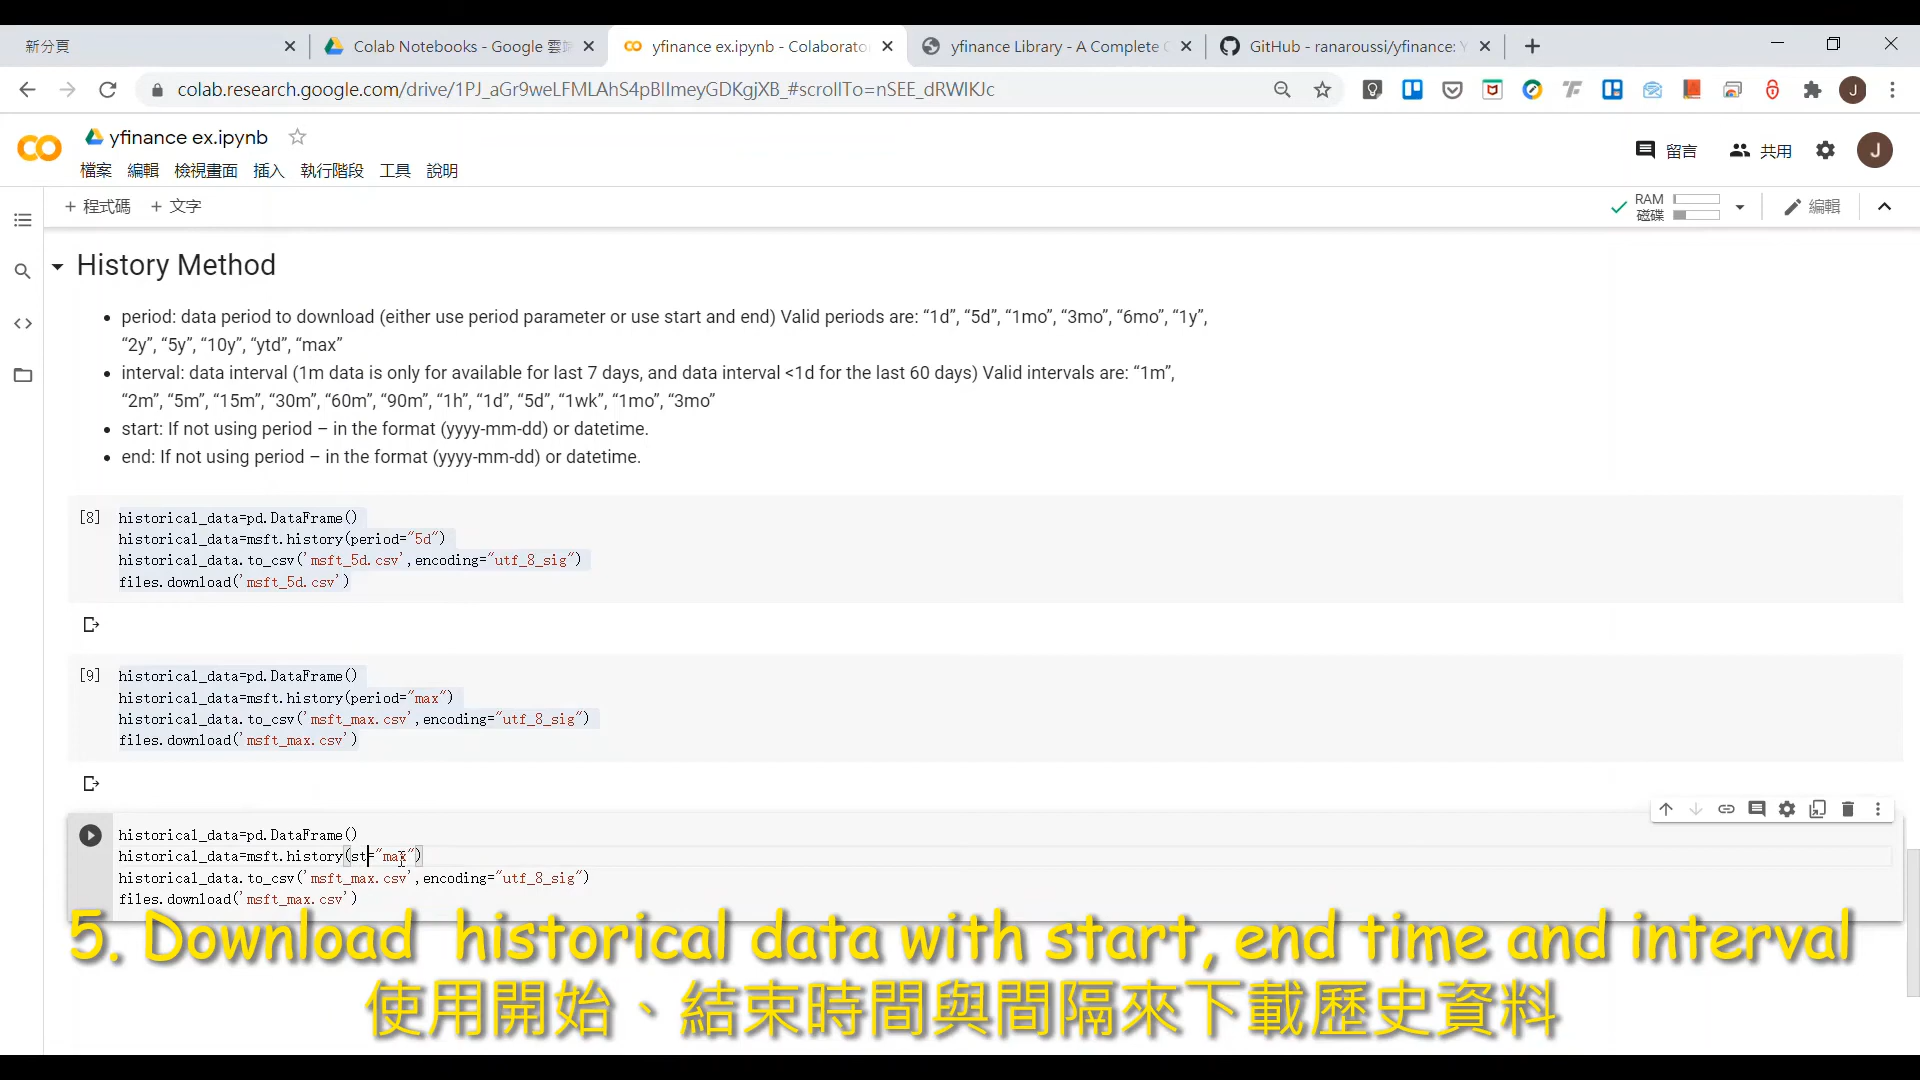 新分頁
Colab Notebooks - Google 雲端
yfinance ex.ipynb - Colaborato
yfinance Library - A Complete G
GitHub - ranaroussi/yfinance: Y
colab.research.google.com/drive/1PJ_aGr9weLFMLAhS4pBIlmeyGDKgjXB_#scrollTo=nSEE_dRWIKJc
yfinance ex.ipynb
檔案 編輯 檢視畫面 插入 執行階段 工具 說明
留言 共用 J
+ 程式碼 + 文字
RAM
磁碟
編輯
History Method
• period: data period to download (either use period parameter or use start and end) Valid periods are: “1d”, “5d”, “1mo”, “3mo”, “6mo”, “1y”,
“2y”, “5y”, “10y”, “ytd”, “max”
• interval: data interval (1m data is only for available for last 7 days, and data interval <1d for the last 60 days) Valid intervals are: “1m”,
“2m”, “5m”, “15m”, “30m”, “60m”, “90m”, “1h”, “1d”, “5d”, “1wk”, “1mo”, “3mo”
• start: If not using period – in the format (yyyy-mm-dd) or datetime.
• end: If not using period – in the format (yyyy-mm-dd) or datetime.
[8] historical_data=pd.DataFrame()
historical_data=msft.history(period="5d")
historical_data.to_csv('msft_5d.csv',encoding="utf_8_sig")
files.download('msft_5d.csv')
[9] historical_data=pd.DataFrame()
historical_data=msft.history(period="max")
historical_data.to_csv('msft_max.csv',encoding="utf_8_sig")
files.download('msft_max.csv')
historical_data=pd.DataFrame()
historical_data=msft.history(st="max")
historical_data.to_csv('msft_max.csv',encoding="utf_8_sig")
files.download('msft_max.csv')
5. Download historical data with start, end time and interval
使用開始、結束時間與間隔來下載歷史資料